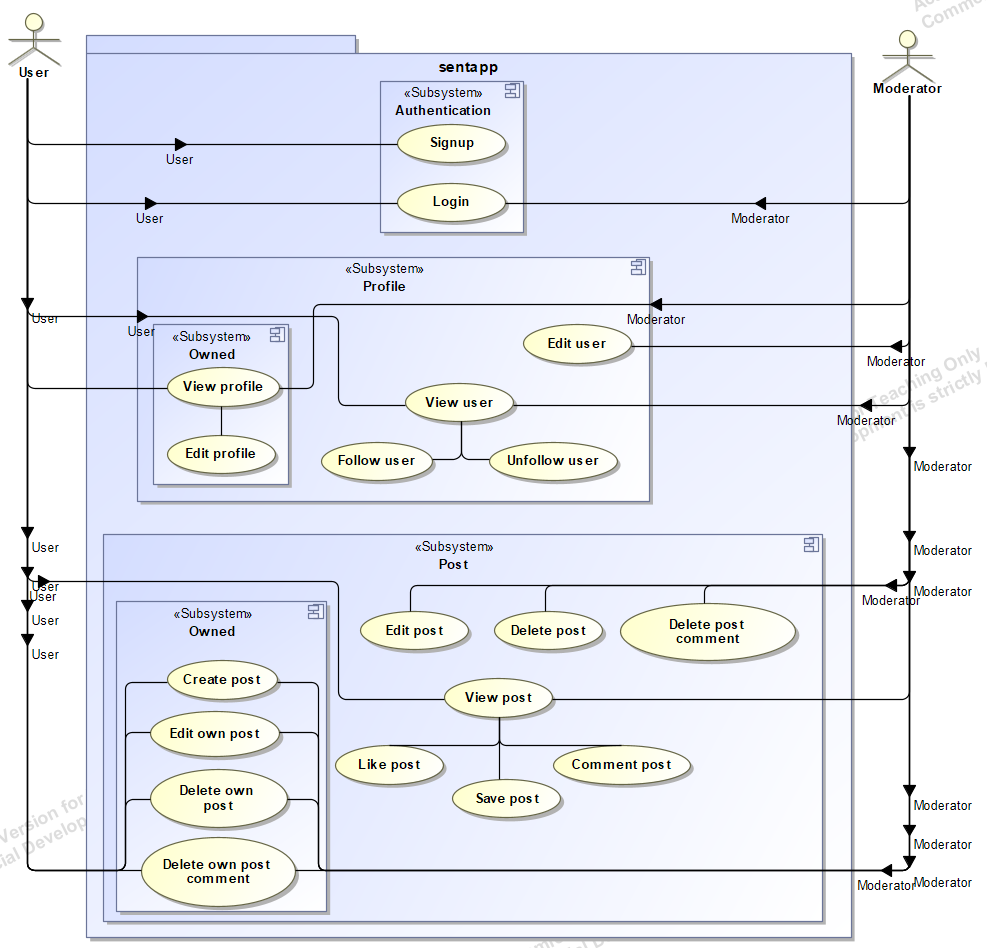 Commer
User
Moderator
sentapp
«Subsystem»
Authentication
Signup
User
Login
User
Moderator
«Subsystem»
Profile
User
User
Moderator
«Subsystem»
Owned
Edit user
Moderator
View profile
View user
Moderator
Teaching Only
opment is strictly
Edit profile
Follow user
Unfollow user
Moderator
User
«Subsystem»
Post
Moderator
User
User
Moderator
Moderator
User
«Subsystem»
Owned
Edit post
Delete post
Delete post
comment
User
Create post
View post
Edit own post
Like post
Comment post
Delete own
post
Save post
Moderator
Version for
cial Develop
Moderator
Delete own post
comment
Moderator
Moderator